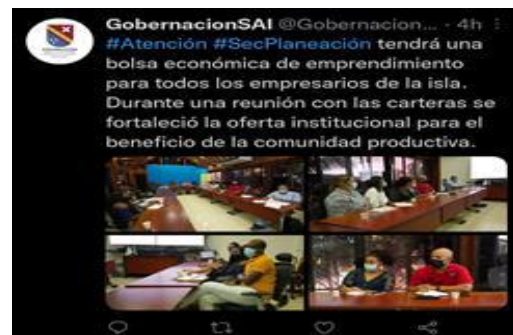 GobernacionSAI @Gobernacion... · 4h
#Atención #SecPlaneación tendrá una
bolsa económica de emprendimiento
para todos los empresarios de la isla.
Durante una reunión con las carteras se
fortaleció la oferta institucional para el
beneficio de la comunidad productiva.